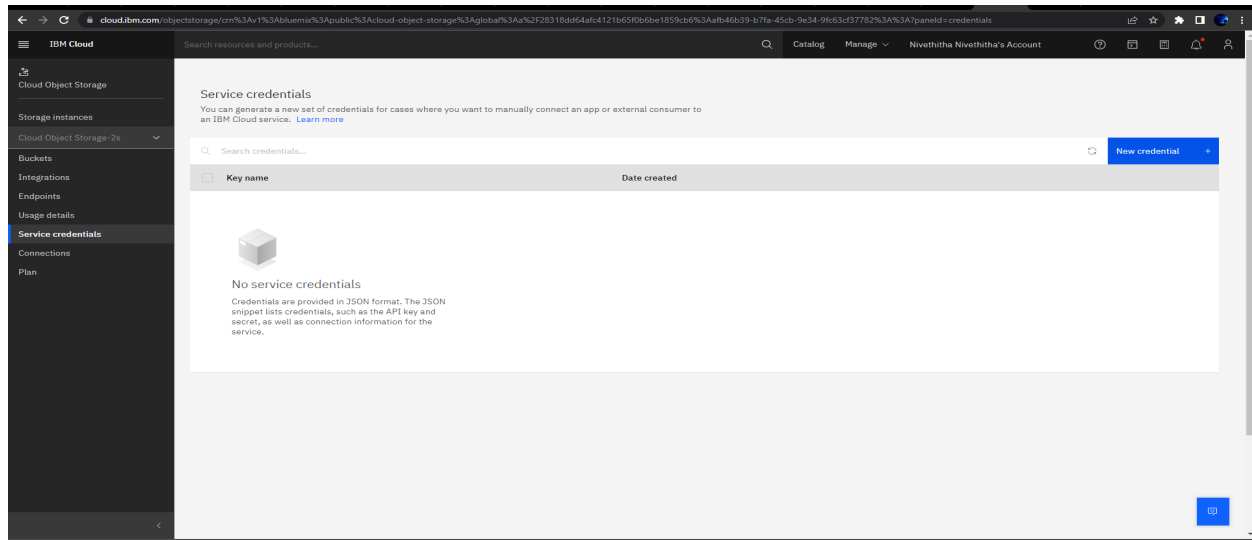 cloud.ibm.com/objectstorage/crn%3Av1%3Abluemix%3Apublic%3Acloud-object-storage%3Aglobal%3Aa%2F28318dd64afc4121b65f0b6be1859cb6%3Aafb46b39-b7fa-45cb-9e34-9fc63cf37782%3A%3A?paneId=credentials
IBM Cloud
Search resources and products...
Catalog
Manage
Nivethitha Nivethitha's Account
Cloud Object Storage
Storage instances
Cloud Object Storage-2s
Buckets
Integrations
Endpoints
Usage details
Service credentials
Connections
Plan
Service credentials
You can generate a new set of credentials for cases where you want to manually connect an app or external consumer to
an IBM Cloud service. Learn more
Search credentials...
New credential +
Key name
Date created
No service credentials
Credentials are provided in JSON format. The JSON
snippet lists credentials, such as the API key and
secret, as well as connection information for the
service.